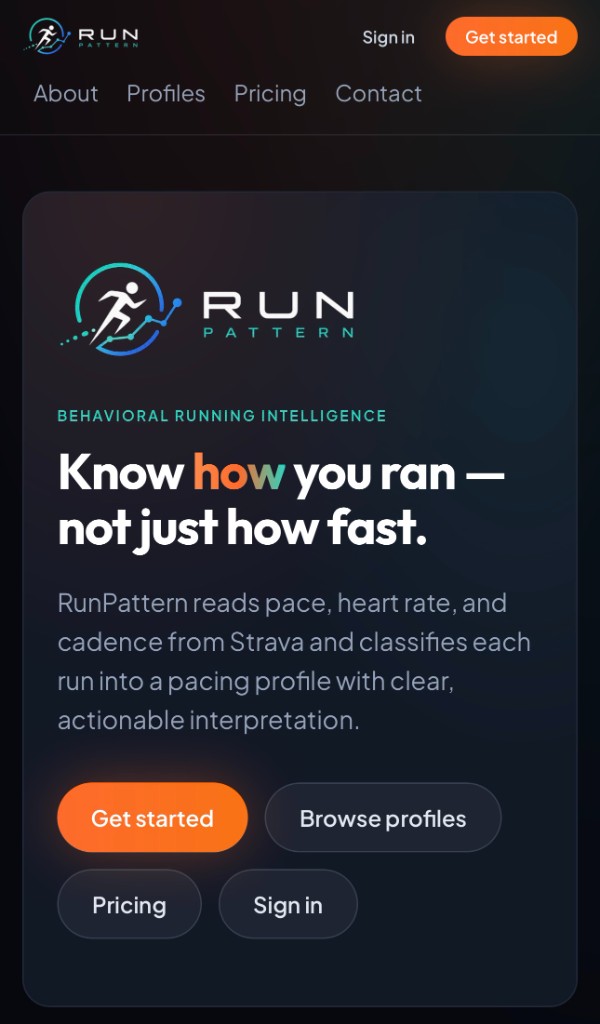 RUN
PATTERN
Sign in
Get started
About
Profiles
Pricing
Contact
RUN
PATTERN
BEHAVIORAL RUNNING INTELLIGENCE
Know how you ran —
not just how fast.
RunPattern reads pace, heart rate, and
cadence from Strava and classifies each
run into a pacing profile with clear,
actionable interpretation.
Get started
Browse profiles
Pricing
Sign in